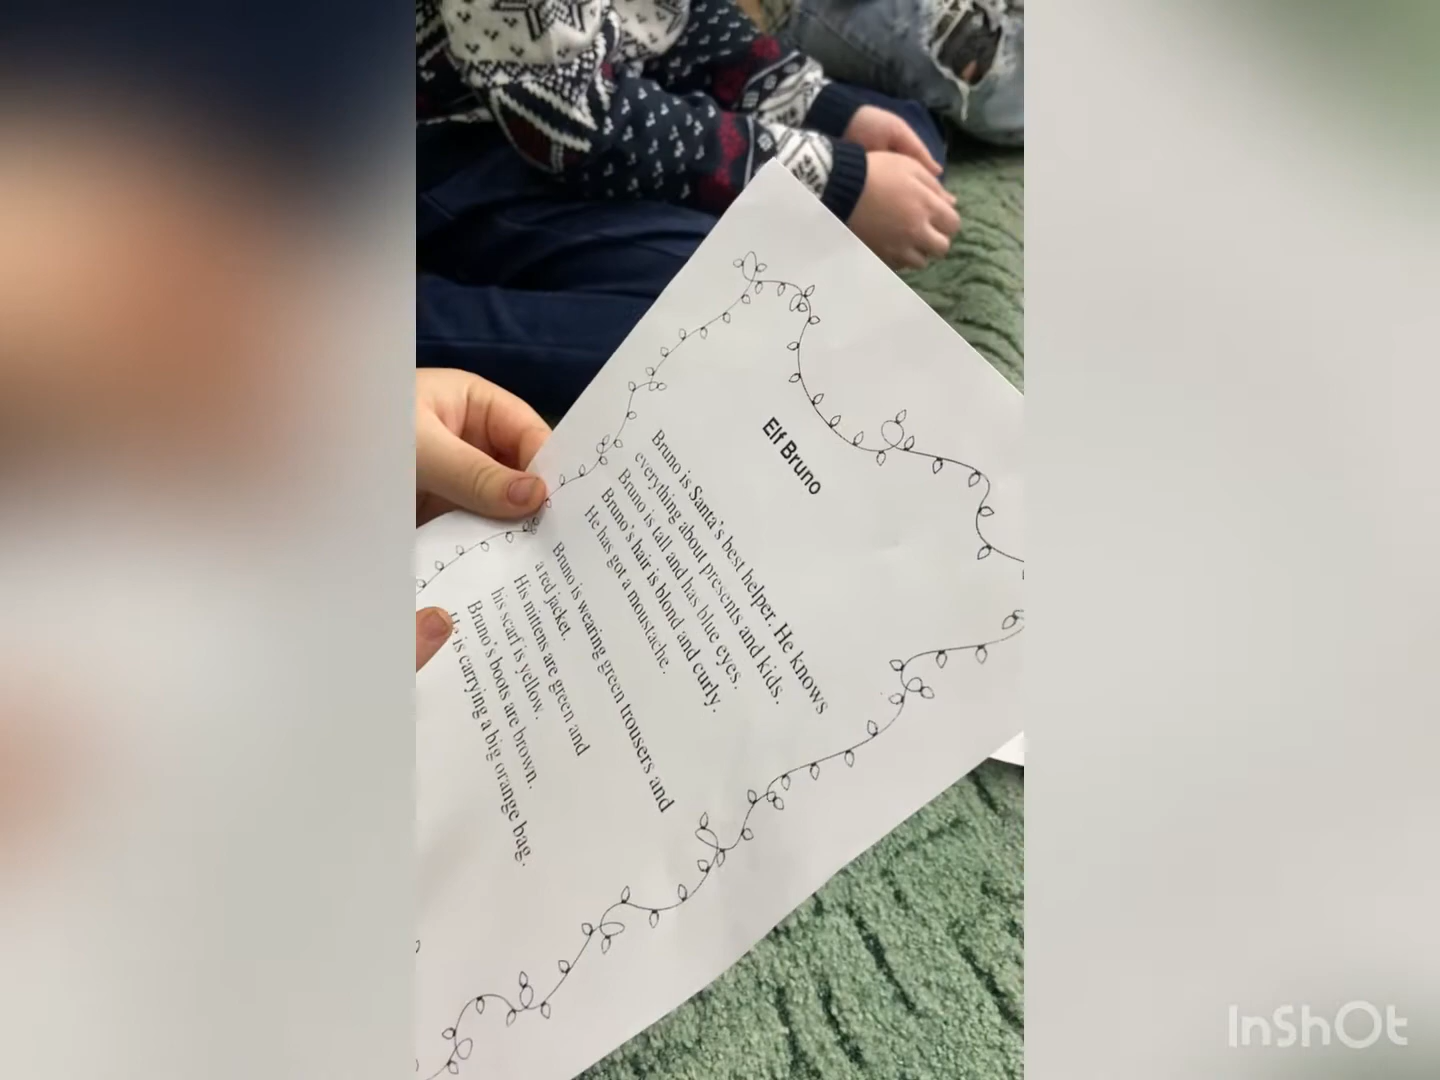 Elf Bruno
Bruno is Santa's best helper. He knows
everything about presents and kids.
Bruno is tall and has blue eyes.
Bruno's hair is blond and curly.
He has got a moustache.
Bruno is wearing green trousers and
a red jacket.
His mittens are green and
his scarf is yellow.
Bruno's boots are brown.
He is carrying a big orange bag.
InShOt